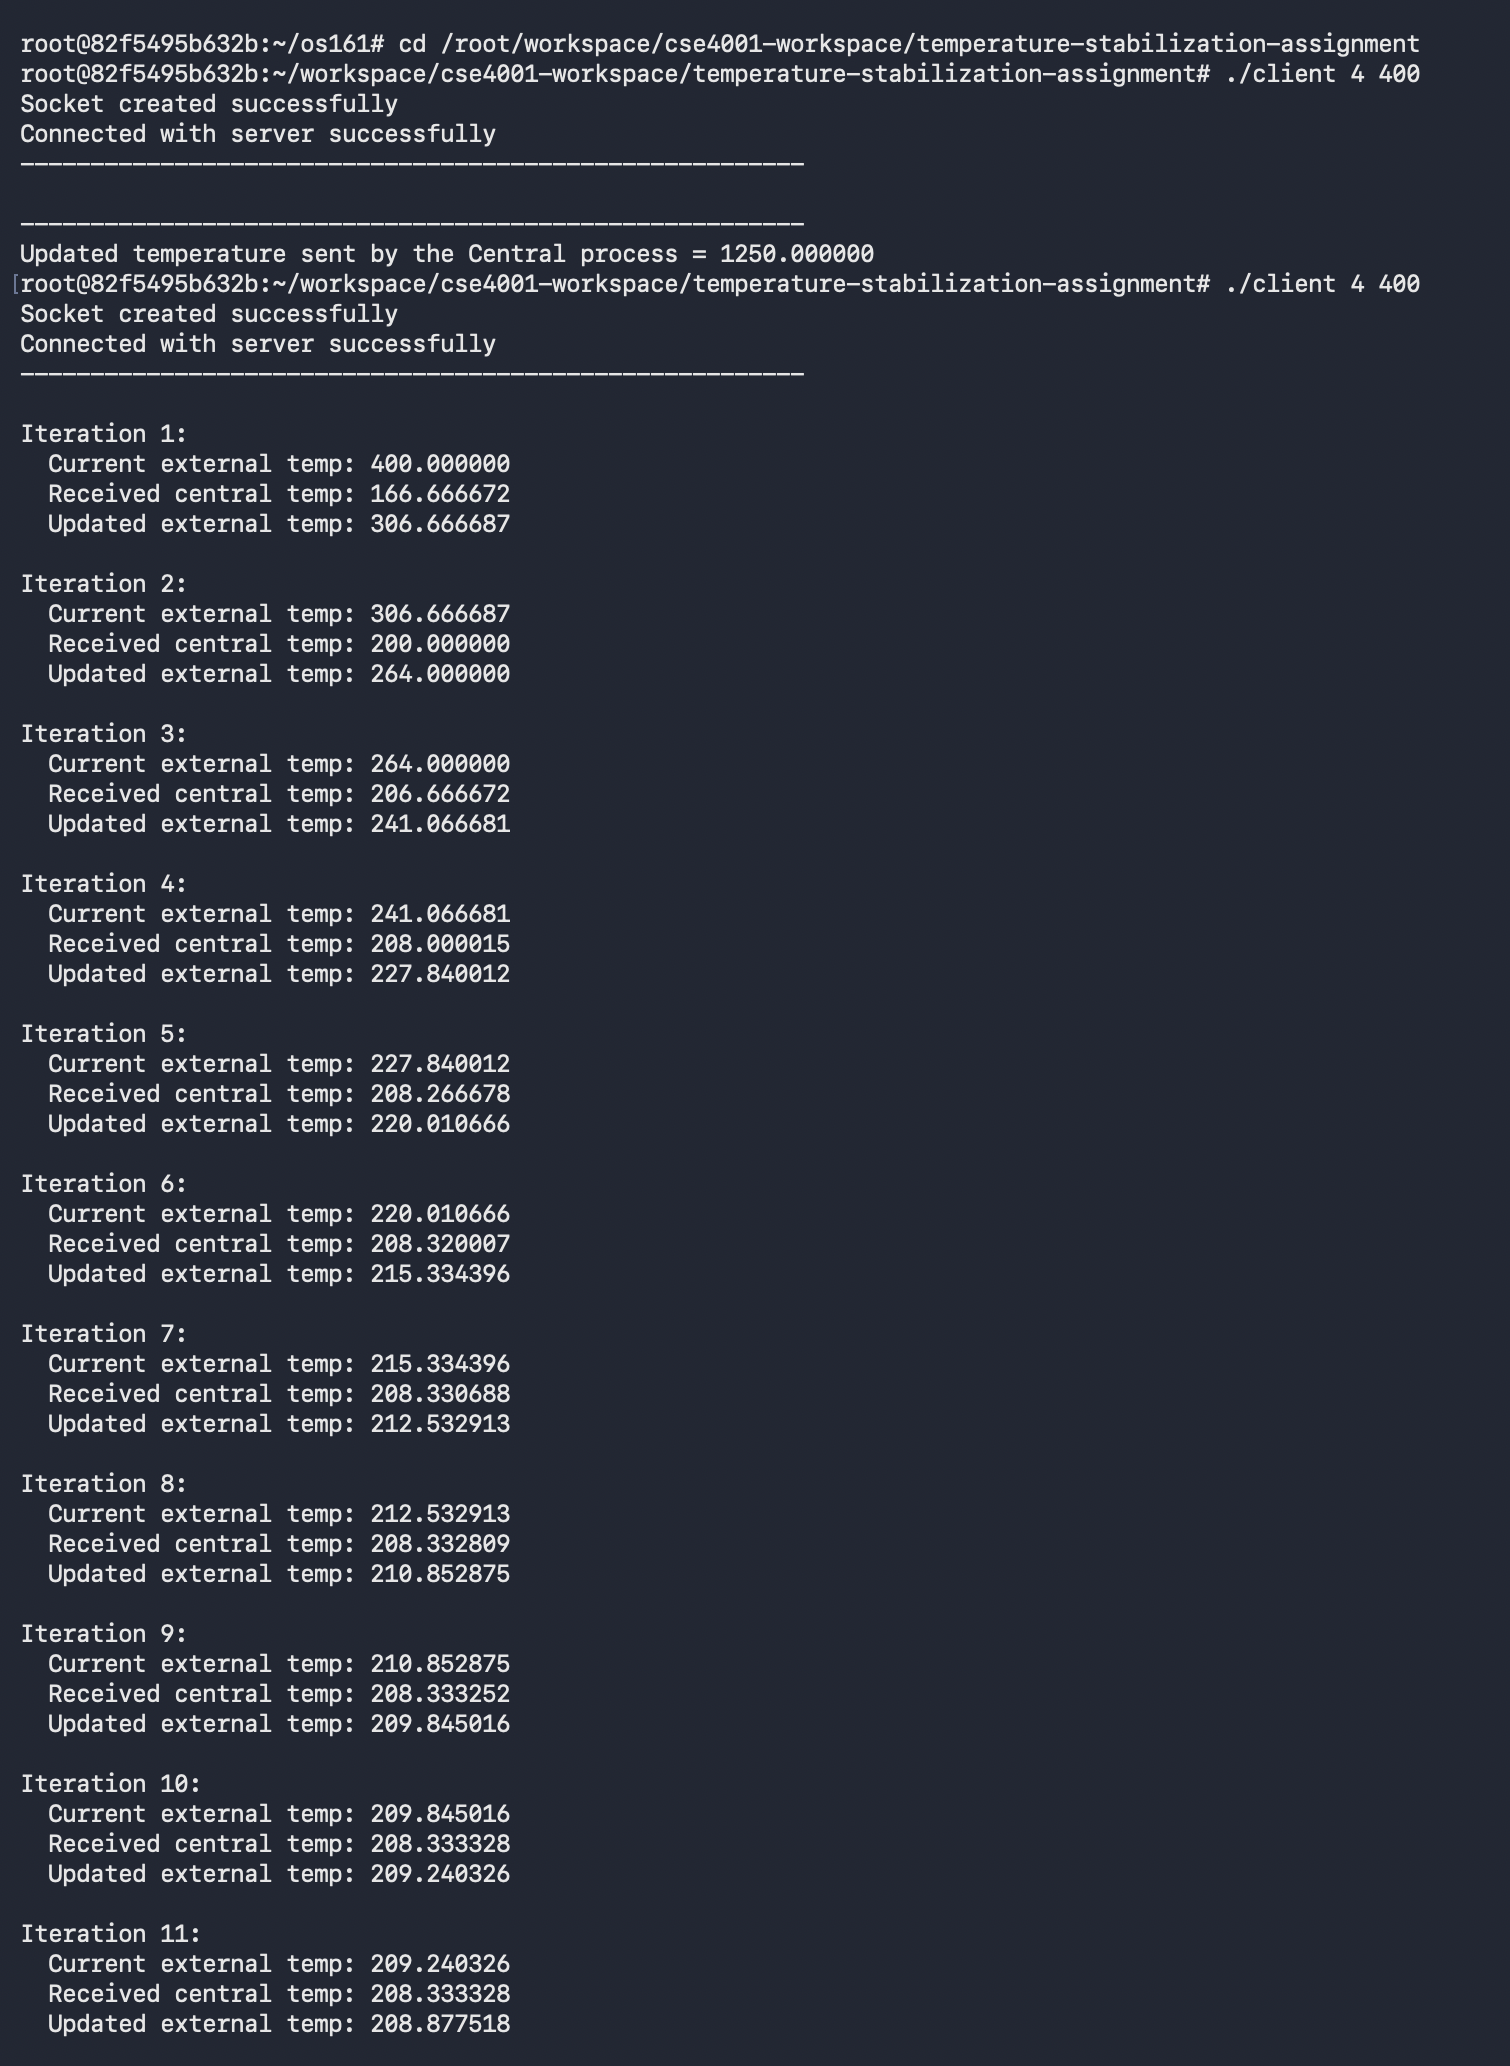 root@82f5495b632b:~/os161# cd /root/workspace/cse4001-workspace/temperature-stabilization-assignment
root@82f5495b632b:~/workspace/cse4001-workspace/temperature-stabilization-assignment# ./client 4 400
Socket created successfully
Connected with server successfully
--------------------------------------------------------

--------------------------------------------------------
Updated temperature sent by the Central process = 1250.000000
[root@82f5495b632b:~/workspace/cse4001-workspace/temperature-stabilization-assignment# ./client 4 400
Socket created successfully
Connected with server successfully
--------------------------------------------------------

Iteration 1:
  Current external temp: 400.000000
  Received central temp: 166.666672
  Updated external temp: 306.666687

Iteration 2:
  Current external temp: 306.666687
  Received central temp: 200.000000
  Updated external temp: 264.000000

Iteration 3:
  Current external temp: 264.000000
  Received central temp: 206.666672
  Updated external temp: 241.066681

Iteration 4:
  Current external temp: 241.066681
  Received central temp: 208.000015
  Updated external temp: 227.840012

Iteration 5:
  Current external temp: 227.840012
  Received central temp: 208.266678
  Updated external temp: 220.010666

Iteration 6:
  Current external temp: 220.010666
  Received central temp: 208.320007
  Updated external temp: 215.334396

Iteration 7:
  Current external temp: 215.334396
  Received central temp: 208.330688
  Updated external temp: 212.532913

Iteration 8:
  Current external temp: 212.532913
  Received central temp: 208.332809
  Updated external temp: 210.852875

Iteration 9:
  Current external temp: 210.852875
  Received central temp: 208.333252
  Updated external temp: 209.845016

Iteration 10:
  Current external temp: 209.845016
  Received central temp: 208.333328
  Updated external temp: 209.240326

Iteration 11:
  Current external temp: 209.240326
  Received central temp: 208.333328
  Updated external temp: 208.877518